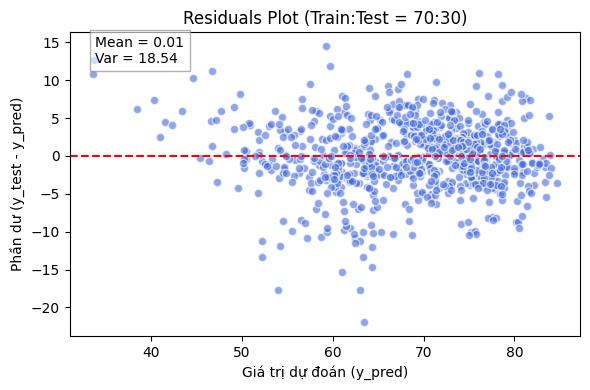 Residuals Plot (Train:Test = 70:30)
Mean = 0.01
Var = 18.54
15
10
5
0
−5
−10
−15
−20
Phần dư (y_test - y_pred)
40
50
60
70
80
Giá trị dự đoán (y_pred)